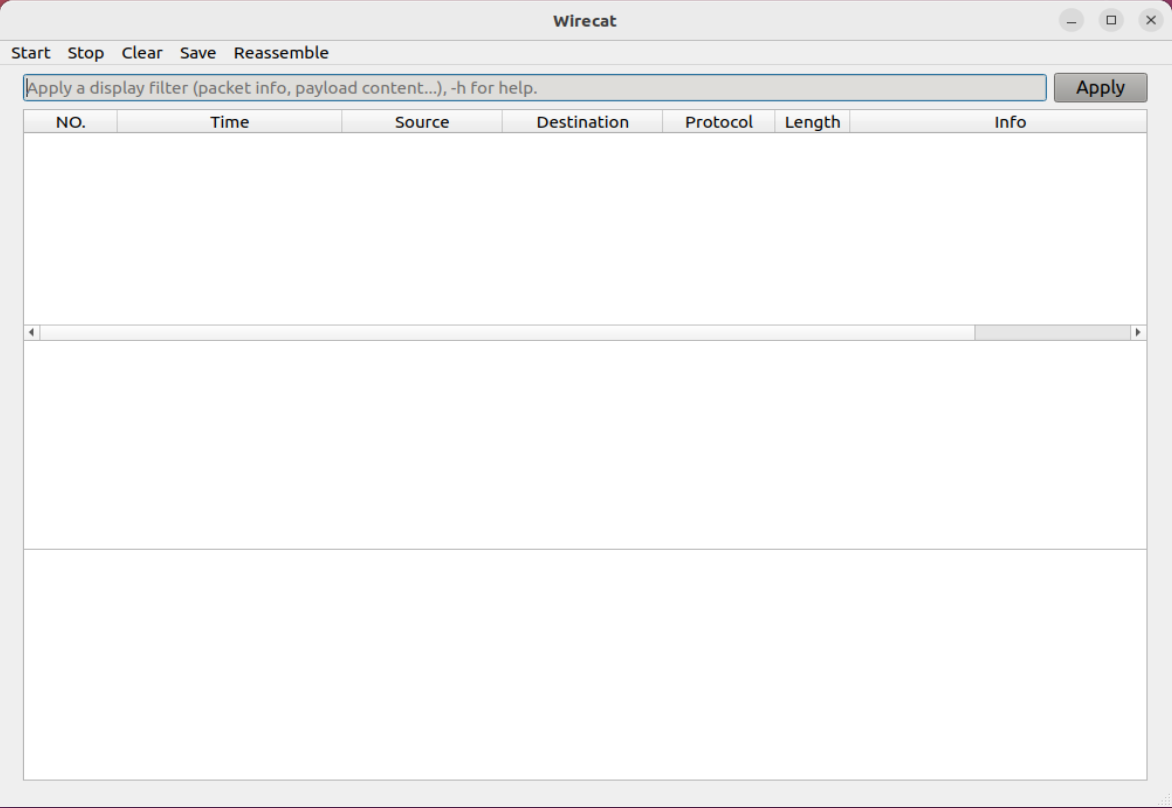 Wirecat
Start Stop Clear Save Reassemble
Apply a display filter (packet info, payload content...), -h for help. Apply
NO. Time Source Destination Protocol Length Info